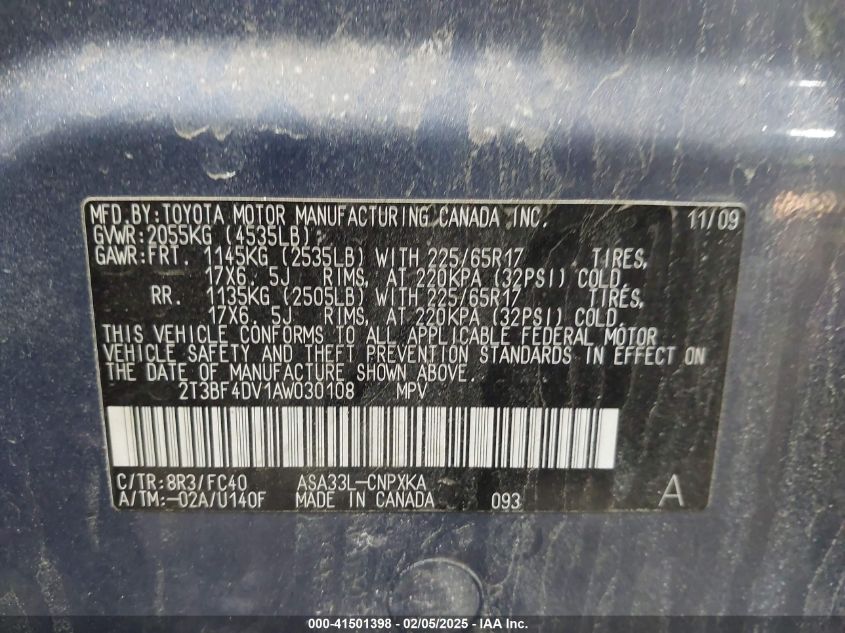 MFD.BY:TOYOTA MOTOR MANUFACTURING CANADA INC. 11/09
GVWR:2055KG (4535LB)
GAWR:FRT. 1145KG (2535LB) WITH 225/65R17 TIRES,
17X6. 5J RIMS, AT 220KPA (32PSI) COLD,
RR. 1135KG (2505LB) WITH 225/65R17 TIRES,
17X6. 5J RIMS, AT 220KPA (32PSI) COLD
THIS VEHICLE CONFORMS TO ALL APPLICABLE FEDERAL MOTOR
VEHICLE SAFETY AND THEFT PREVENTION STANDARDS IN EFFECT ON
THE DATE OF MANUFACTURE SHOWN ABOVE.
2T3BF4DV1AW030108 MPV
C/TR:8R3/FC40 ASA33L-CNPXKA
A/TM:-02A/U140F MADE IN CANADA 093 A
000-41501398 - 02/05/2025 - IAA Inc.